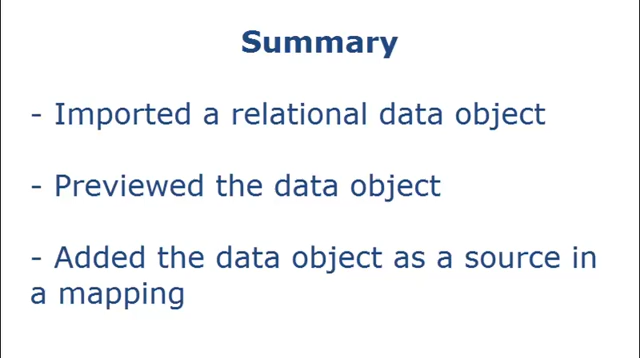 Summary
- Imported a relational data object
- Previewed the data object
- Added the data object as a source in
a mapping